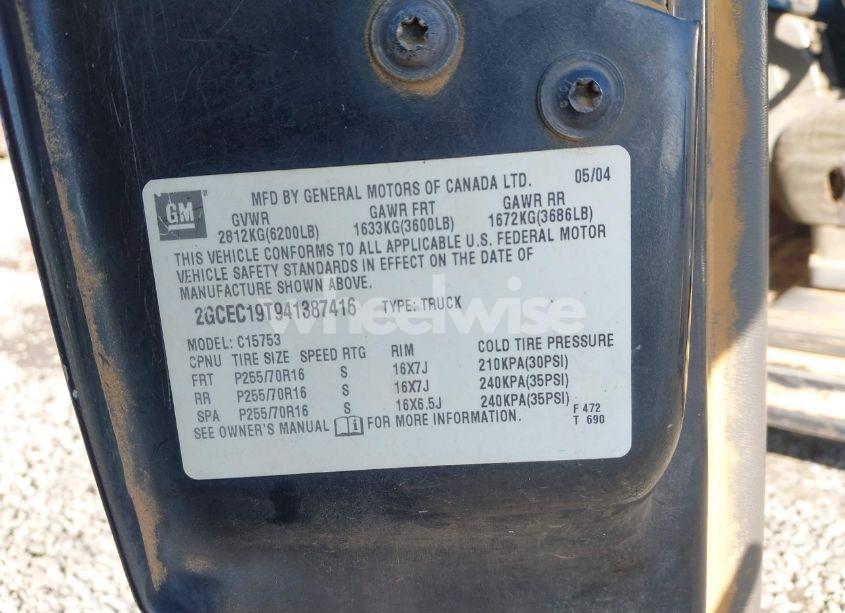 GM
MFD BY GENERAL MOTORS OF CANADA LTD. 05/04
GVWR GAWR FRT GAWR RR
2812KG(6200LB) 1633KG(3600LB) 1672KG(3686LB)
THIS VEHICLE CONFORMS TO ALL APPLICABLE U.S. FEDERAL MOTOR
VEHICLE SAFETY STANDARDS IN EFFECT ON THE DATE OF
MANUFACTURE SHOWN ABOVE.
2GCEC19T941387416 TYPE: TRUCK
wheelwise
MODEL: C15753
CPNU TIRE SIZE SPEED RTG RIM COLD TIRE PRESSURE
FRT P255/70R16 S 16X7J 210KPA(30PSI)
RR P255/70R16 S 16X7J 240KPA(35PSI)
SPA P255/70R16 S 16X6.5J 240KPA(35PSI)
SEE OWNER'S MANUAL FOR MORE INFORMATION.
F 472
T 690